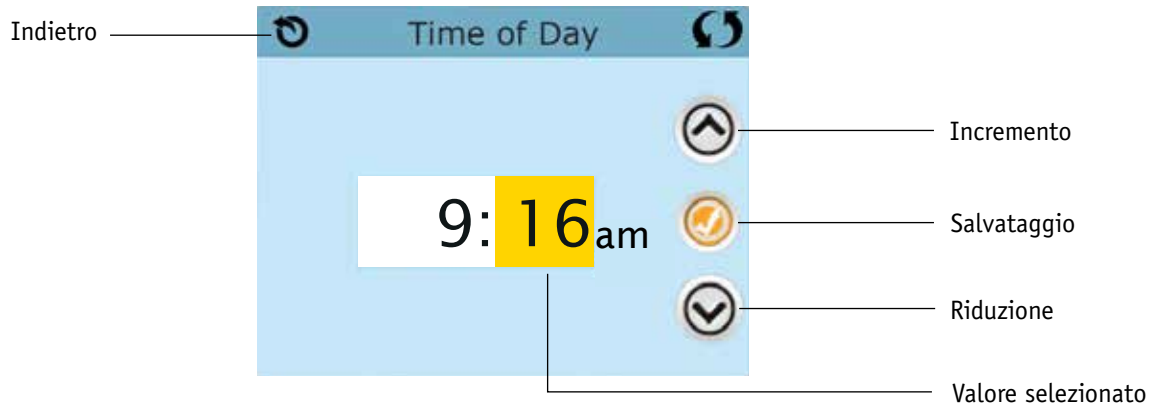 Indietro
Time of Day
Incremento
9:16am
Salvataggio
Riduzione
Valore selezionato